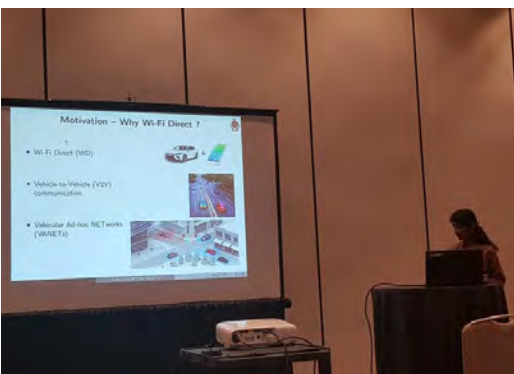 Motivation – Why Wi-Fi Direct ?
• Wi-Fi Direct (WD)
• Vehicle-to-Vehicle (V2V)
communication
• Vehicular Ad-hoc NETworks
(VANETs)